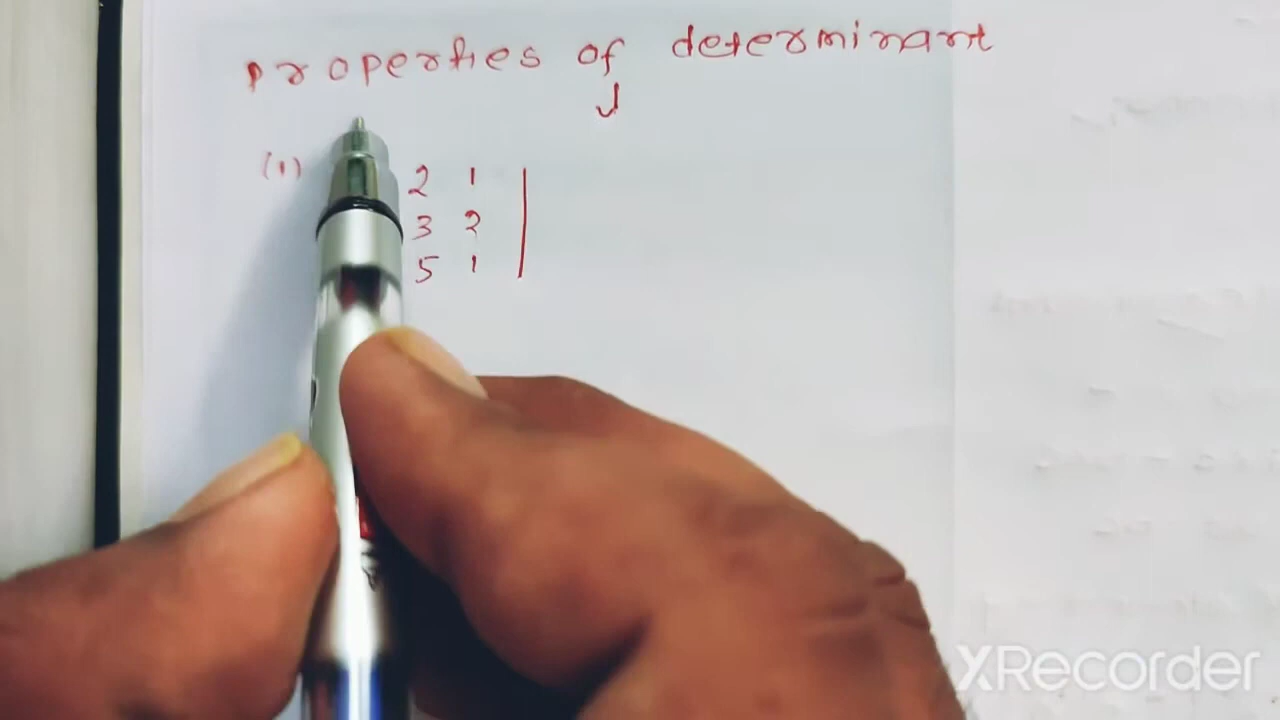 properties of determinant
(1) 2 1
3 2
5 1
XRecorder